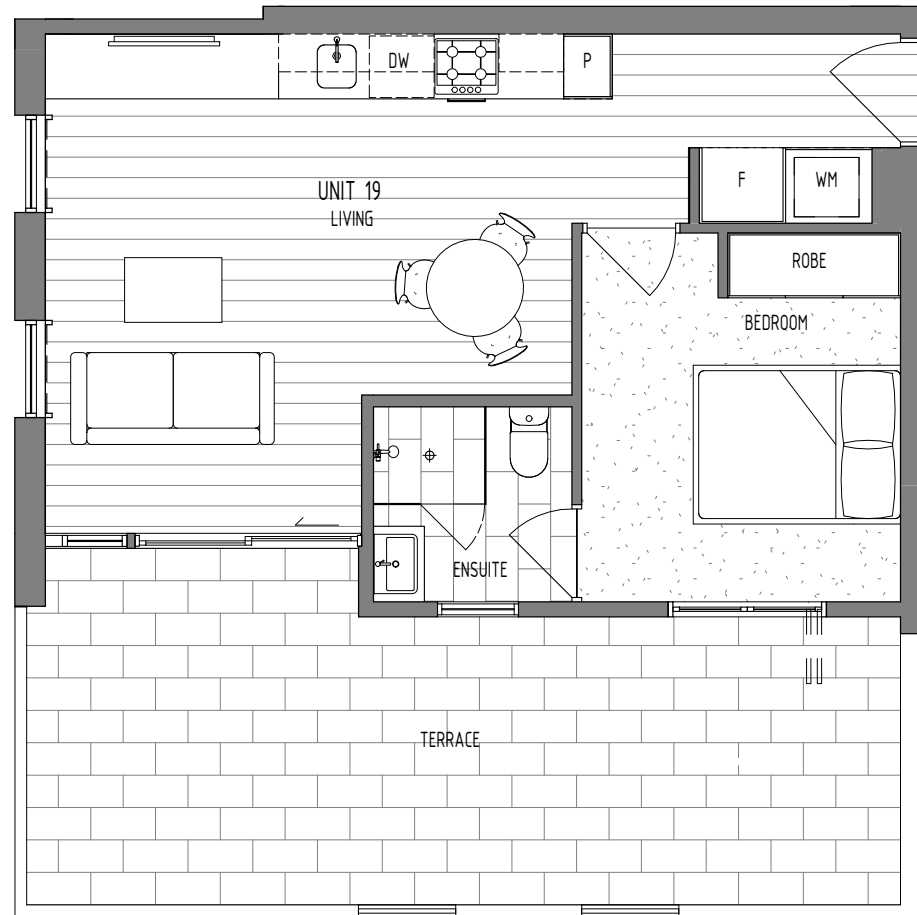 DW
P
F
WM
UNIT 19
LIVING
ROBE
BEDROOM
ENSUITE
TERRACE